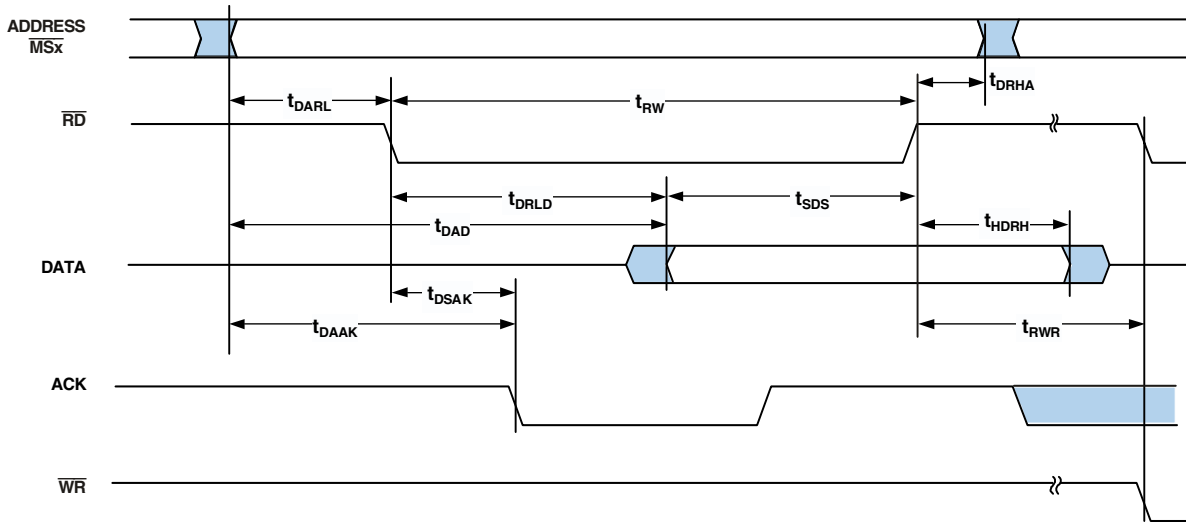 ADDRESS
MSx
tDRHA
tDARL
tRW
RD
tDRLD
tSDS
tDAD
tHDRH
DATA
tDSAK
tDAAK
tRWR
ACK
WR